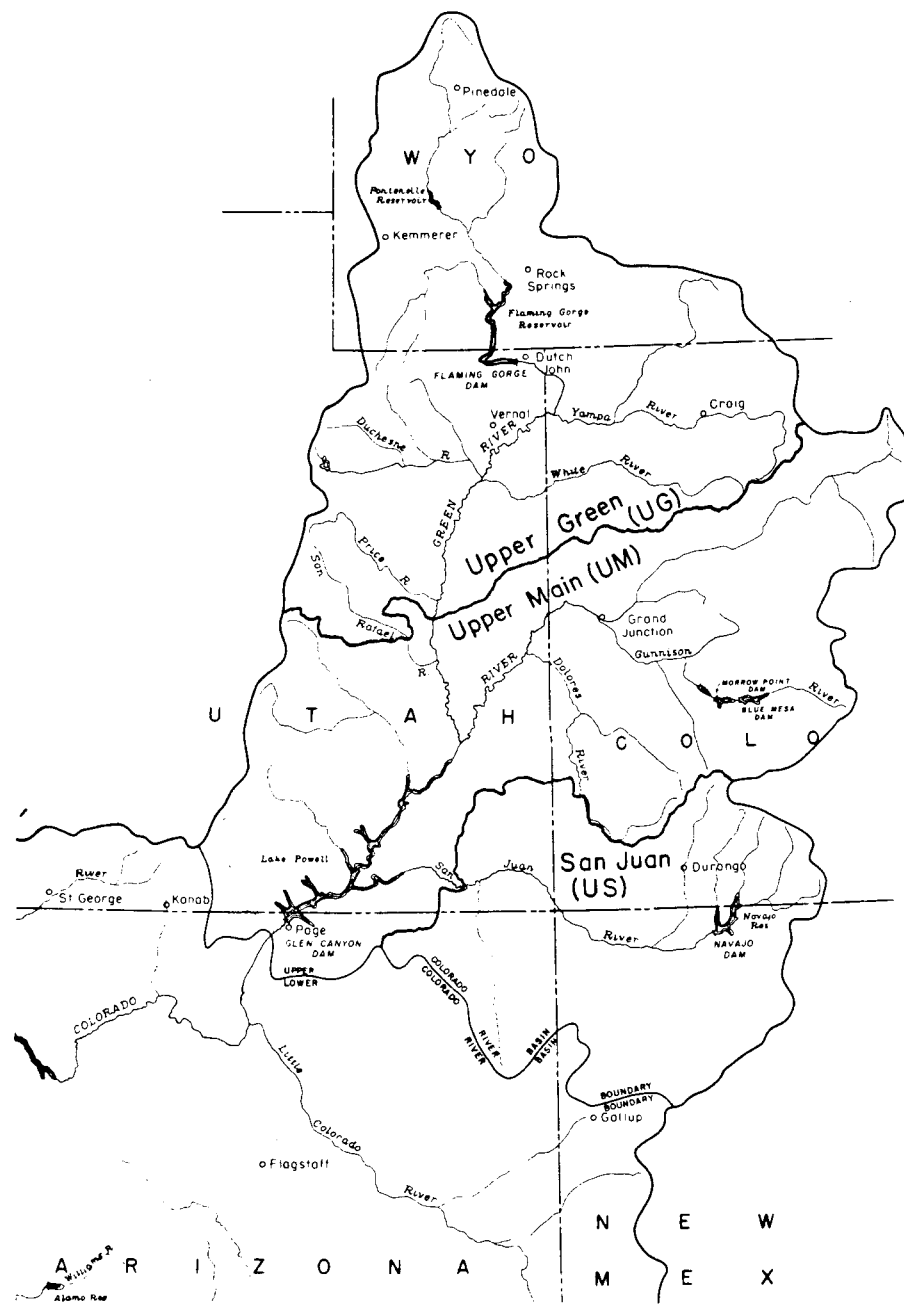 Pinedale
W Y O
Fontenelle
Reservoir
Kemmerer
Rock
Springs
Flaming Gorge
Reservoir
Dutch
John
FLAMING GORGE
DAM
Vernal
Yampa River
Craig
Duchesne R
GREEN RIVER
White River
Upper Green (UG)
Price R
San Rafael R
Upper Main (UM)
Grand
Junction
Gunnison River
RIVER
Dolores River
MORROW POINT
DAM
BLUE MESA
DAM
U T A H
C O L O
Lake Powell
San Juan River
San Juan
(US)
Durango
River
St George
Kanab
Page
GLEN CANYON
DAM
Navajo
Res
NAVAJO
DAM
UPPER COLORADO RIVER BASIN BOUNDARY
LOWER COLORADO RIVER BASIN BOUNDARY
COLORADO
Little Colorado River
Gallup
Flagstaff
N E W
M E X
A R I Z O N A
Williams R
Alamo Res